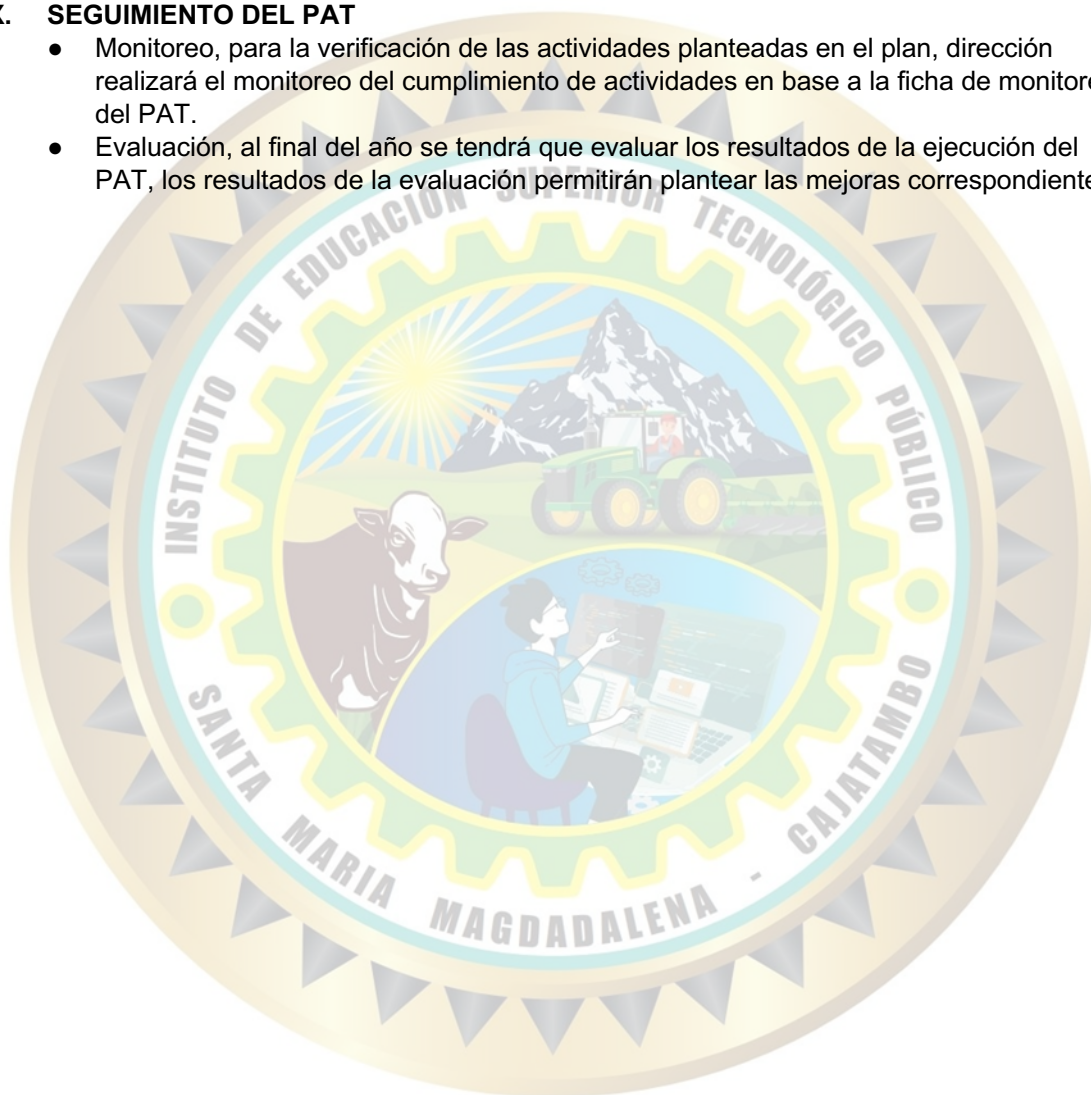 X. SEGUIMIENTO DEL PAT
● Monitoreo, para la verificación de las actividades planteadas en el plan, dirección
realizará el monitoreo del cumplimiento de actividades en base a la ficha de monitore
del PAT.
● Evaluación, al final del año se tendrá que evaluar los resultados de la ejecución del
PAT, los resultados de la evaluación permitirán plantear las mejoras correspondiente
INSTITUTO DE EDUCACIÓN SUPERIOR TECNOLÓGICO PÚBLICO
SANTA MARIA MAGDADALENA - CAJATAMBO